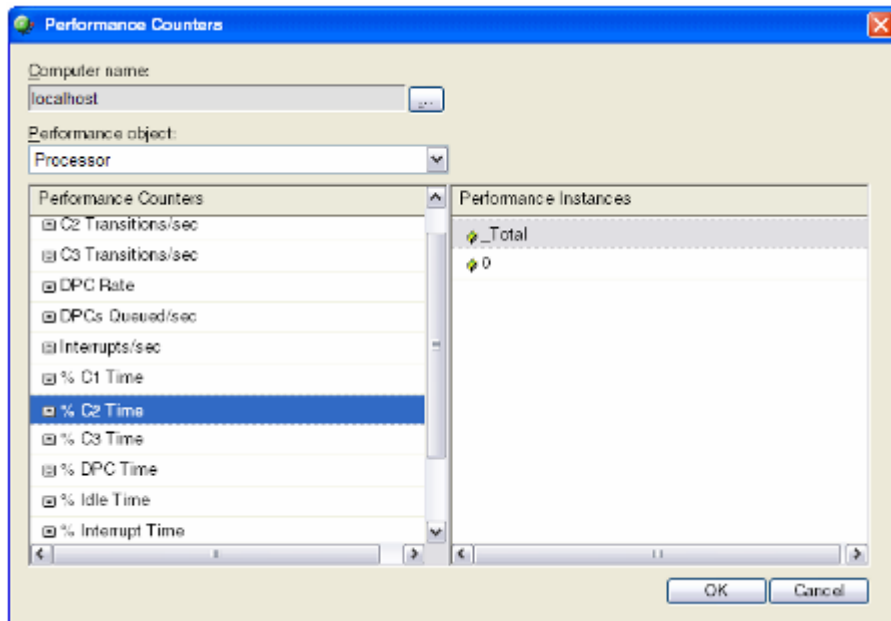 Performance Counters
Computer name:
localhost
...
Performance object:
Processor
Performance Counters
C2 Transitions/sec
C3 Transitions/sec
DPC Rate
DPCs Queued/sec
Interrupts/sec
% C1 Time
% C2 Time
% C3 Time
% DPC Time
% Idle Time
% Interrupt Time
Performance Instances
_Total
0
OK
Cancel